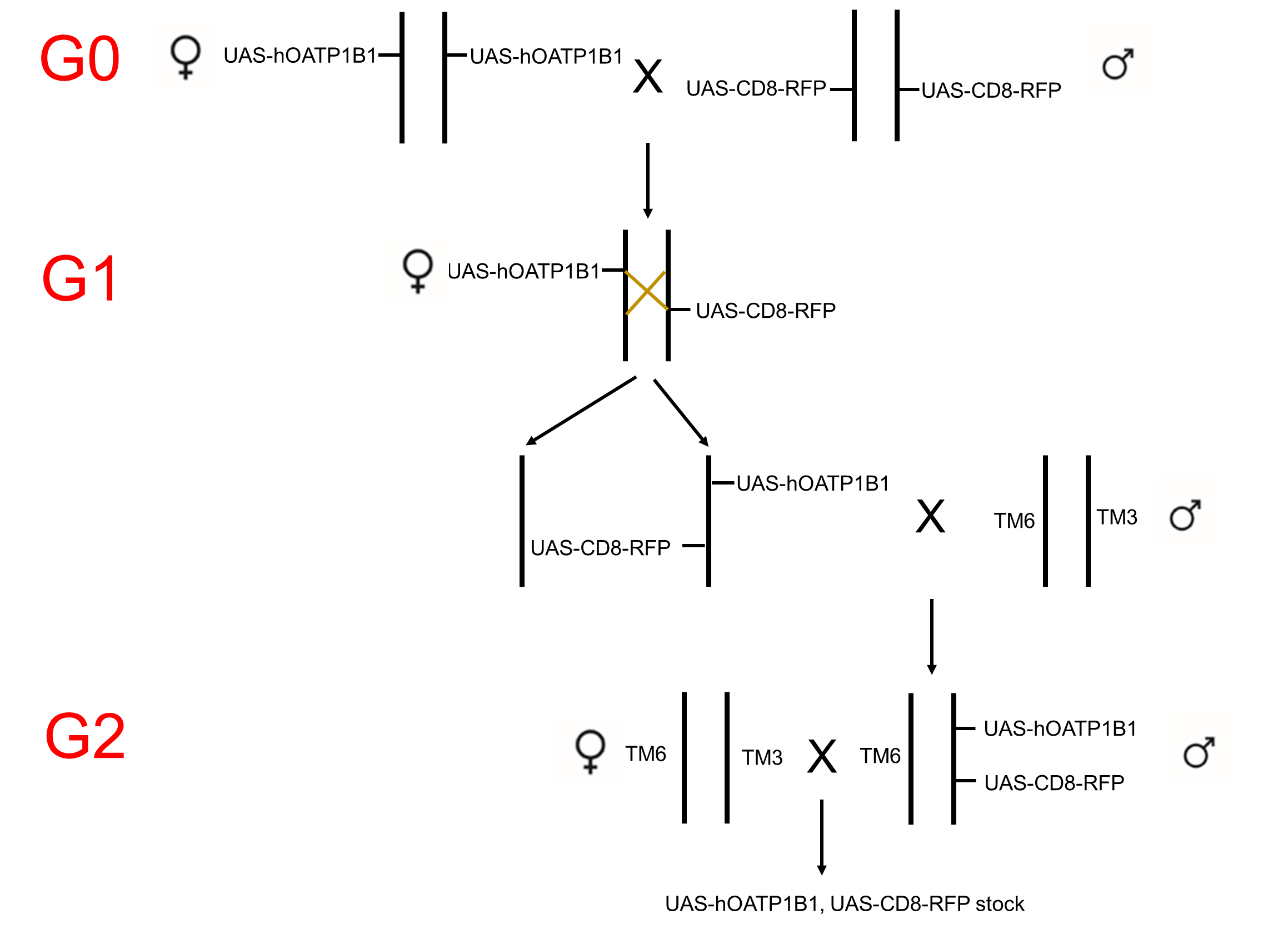 G0
♀ UAS-hOATP1B1 UAS-hOATP1B1 X UAS-CD8-RFP UAS-CD8-RFP ♂
G1
♀ UAS-hOATP1B1
UAS-CD8-RFP
UAS-hOATP1B1
UAS-CD8-RFP
X TM6 TM3 ♂
G2
♀ TM6 TM3 X TM6 ♂
UAS-hOATP1B1
UAS-CD8-RFP
UAS-hOATP1B1, UAS-CD8-RFP stock